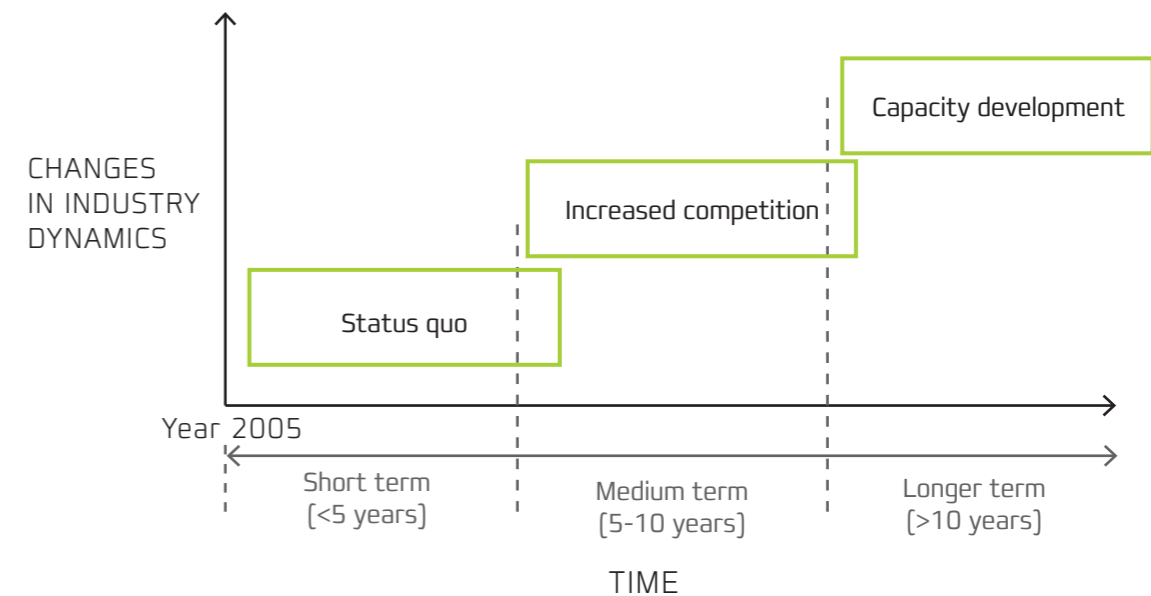 Capacity development
CHANGES
IN INDUSTRY
DYNAMICS
Increased competition
Status quo
Year 2005
Short term
[<5 years]
Medium term
[5-10 years]
Longer term
[>10 years]
TIME